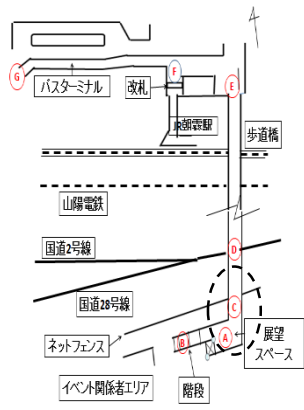 G
F
E
バスターミナル
改札
JR朝霧駅
歩道橋
山陽電鉄
国道2号線
D
国道28号線
C
ネットフェンス
B
A
展望
スペース
イベント関係者エリア
階段